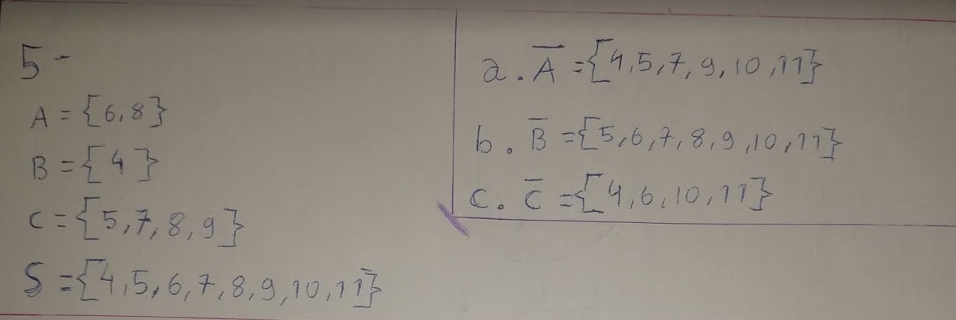 5-
A = {6,8}
B = {4}
C = {5,7,8,9}
S = {4,5,6,7,8,9,10,11}
a. A̅ = {4,5,7,9,10,11}
b. B̅ = {5,6,7,8,9,10,11}
c. C̅ = {4,6,10,11}